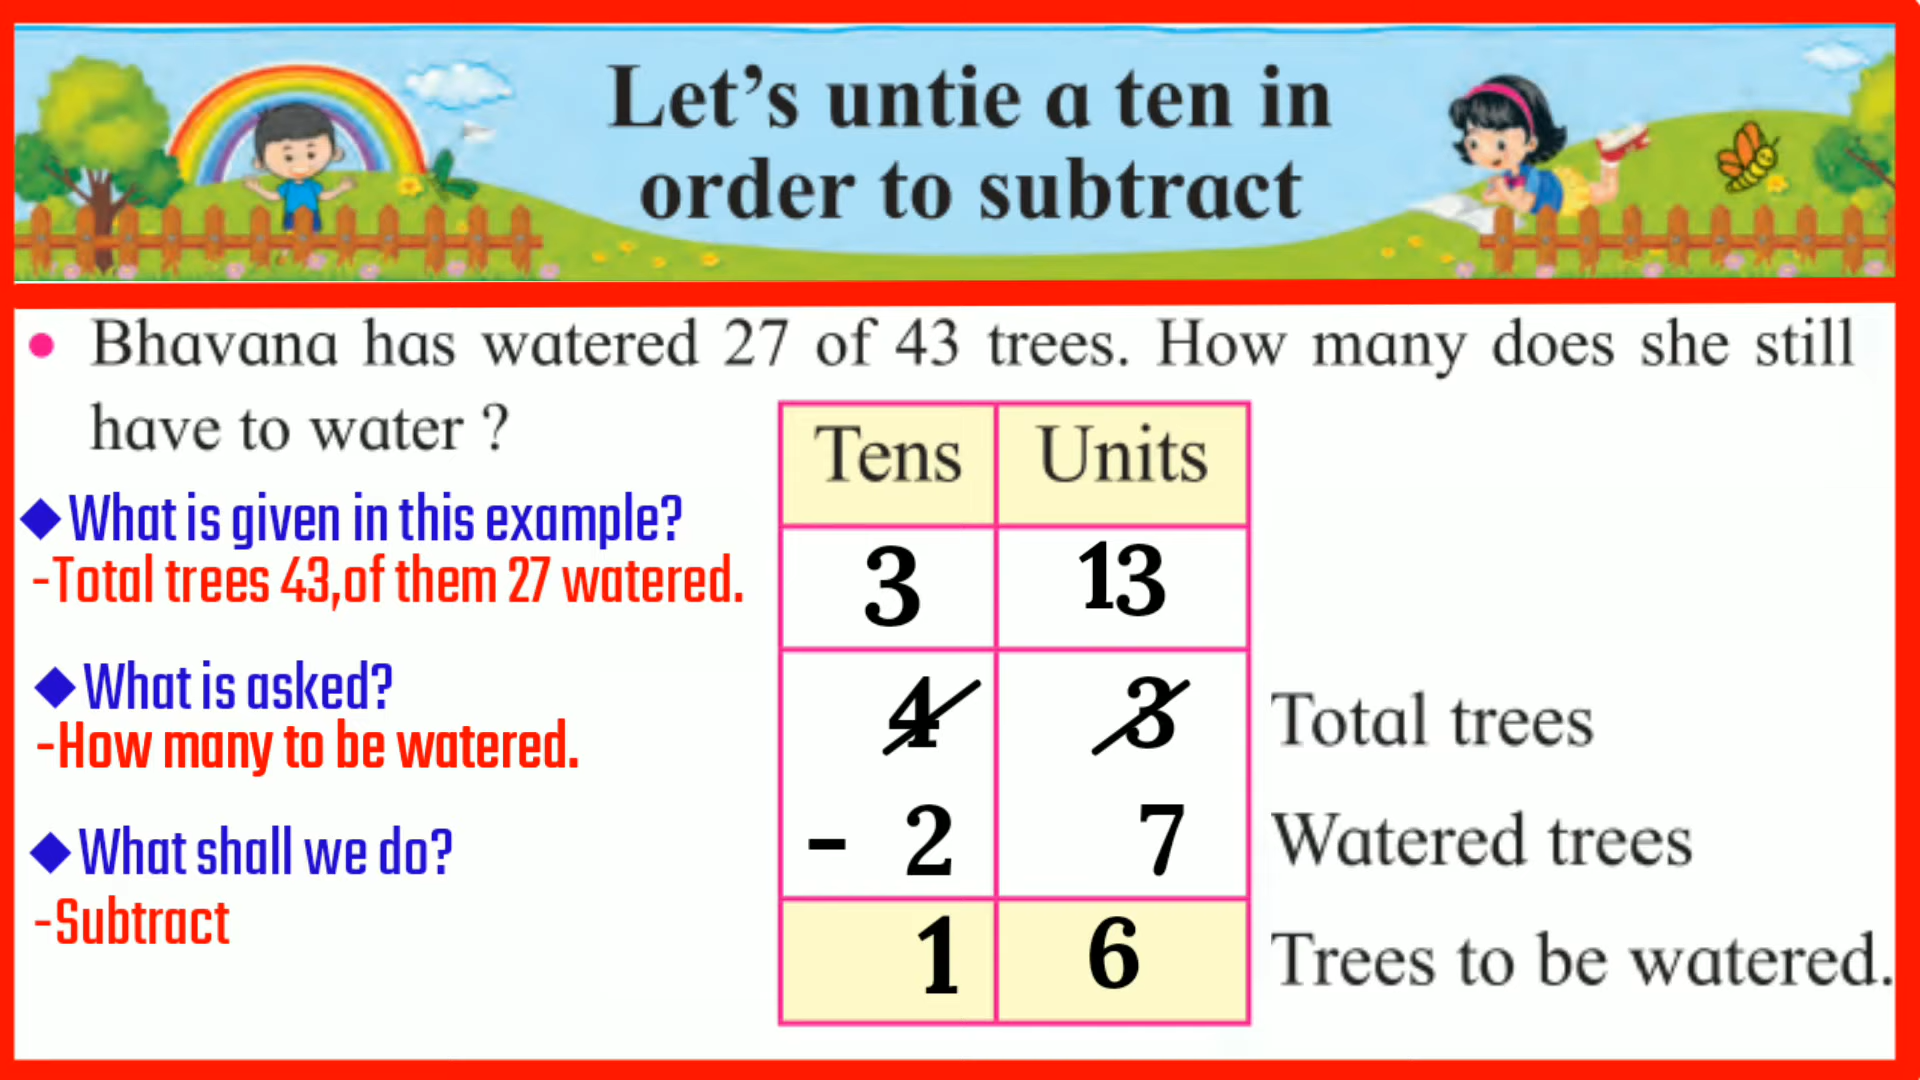 Let's untie a ten in
order to subtract
• Bhavana has watered 27 of 43 trees. How many does she still
have to water ?
◆What is given in this example?
-Total trees 43,of them 27 watered.
◆What is asked?
-How many to be watered.
◆What shall we do?
-Subtract
Tens Units
3 13
4 3 Total trees
- 2 7 Watered trees
1 6 Trees to be watered.